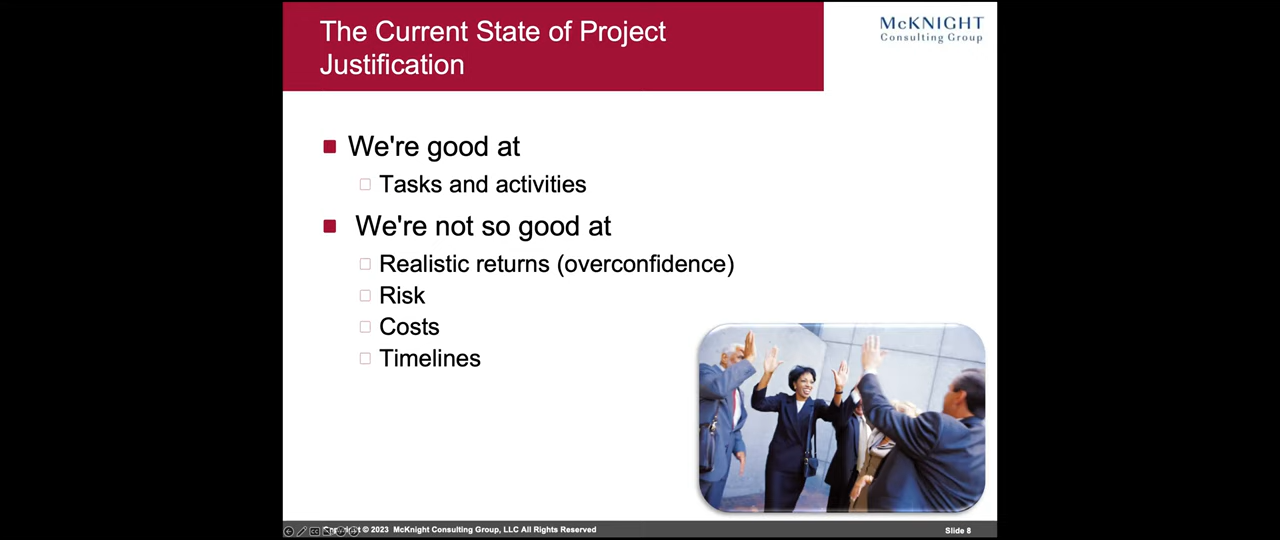 The Current State of Project
Justification
McKNIGHT
Consulting Group
We're good at
Tasks and activities
We're not so good at
Realistic returns (overconfidence)
Risk
Costs
Timelines
© 2023 McKnight Consulting Group, LLC All Rights Reserved
Slide 8